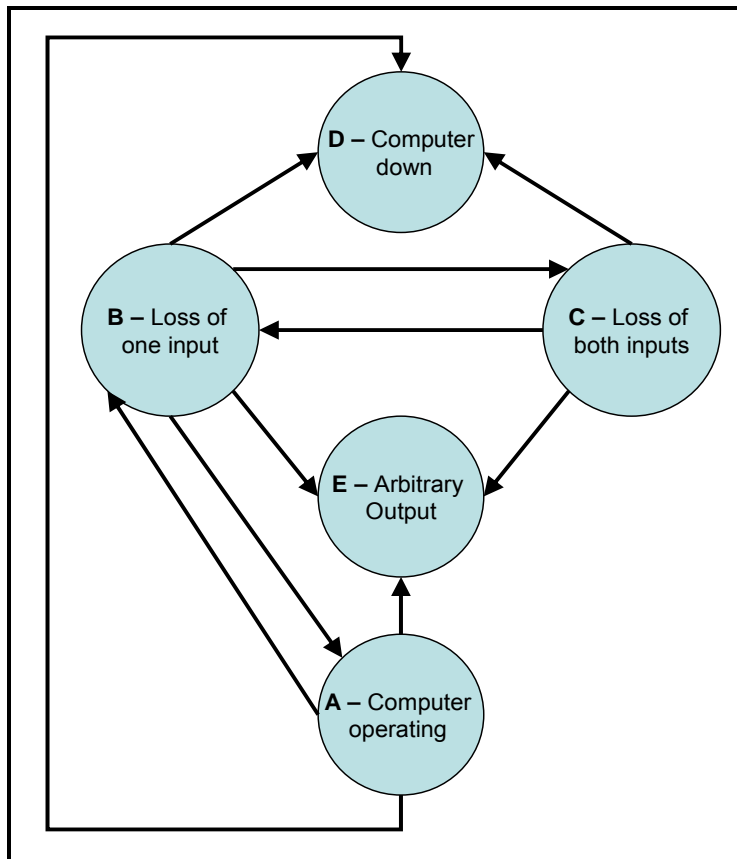 D – Computer
down
B – Loss of
one input
C – Loss of
both inputs
E – Arbitrary
Output
A – Computer
operating